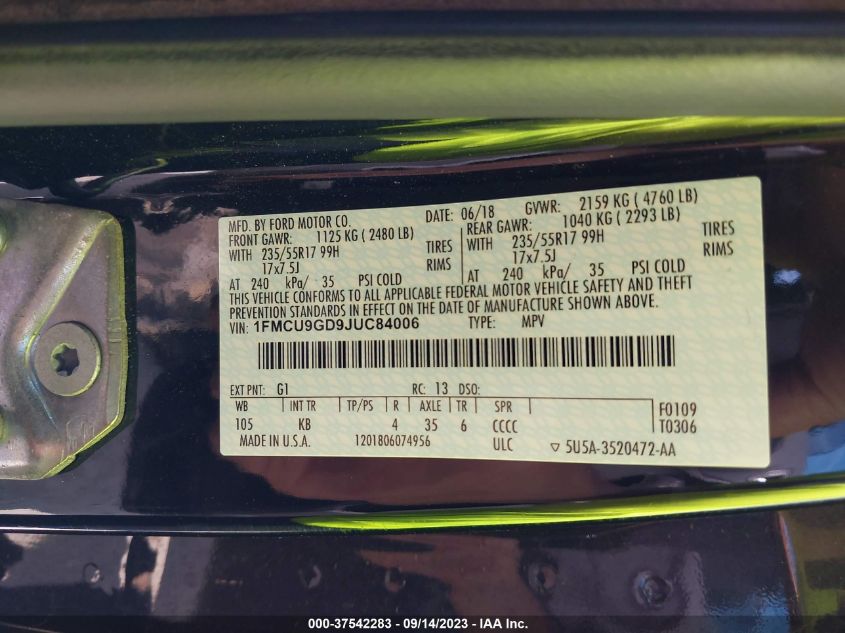 MFD. BY FORD MOTOR CO. DATE: 06/18 GVWR: 2159 KG ( 4760 LB)
FRONT GAWR: 1125 KG ( 2480 LB) REAR GAWR: 1040 KG ( 2293 LB)
WITH 235/55R17 99H TIRES WITH 235/55R17 99H TIRES
17x7.5J RIMS 17x7.5J RIMS
AT 240 kPa/ 35 PSI COLD AT 240 kPa/ 35 PSI COLD
THIS VEHICLE CONFORMS TO ALL APPLICABLE FEDERAL MOTOR VEHICLE SAFETY AND THEFT
PREVENTION STANDARDS IN EFFECT ON THE DATE OF MANUFACTURE SHOWN ABOVE.
VIN: 1FMCU9GD9JUC84006 TYPE: MPV
EXT PNT: G1 RC: 13 DSO:
WB INT TR TP/PS R AXLE TR SPR F0109
105 KB 4 35 6 CCCC T0306
MADE IN U.S.A. 1201806074956 ULC ▽ 5U5A-3520472-AA
000-37542283 - 09/14/2023 - IAA Inc.